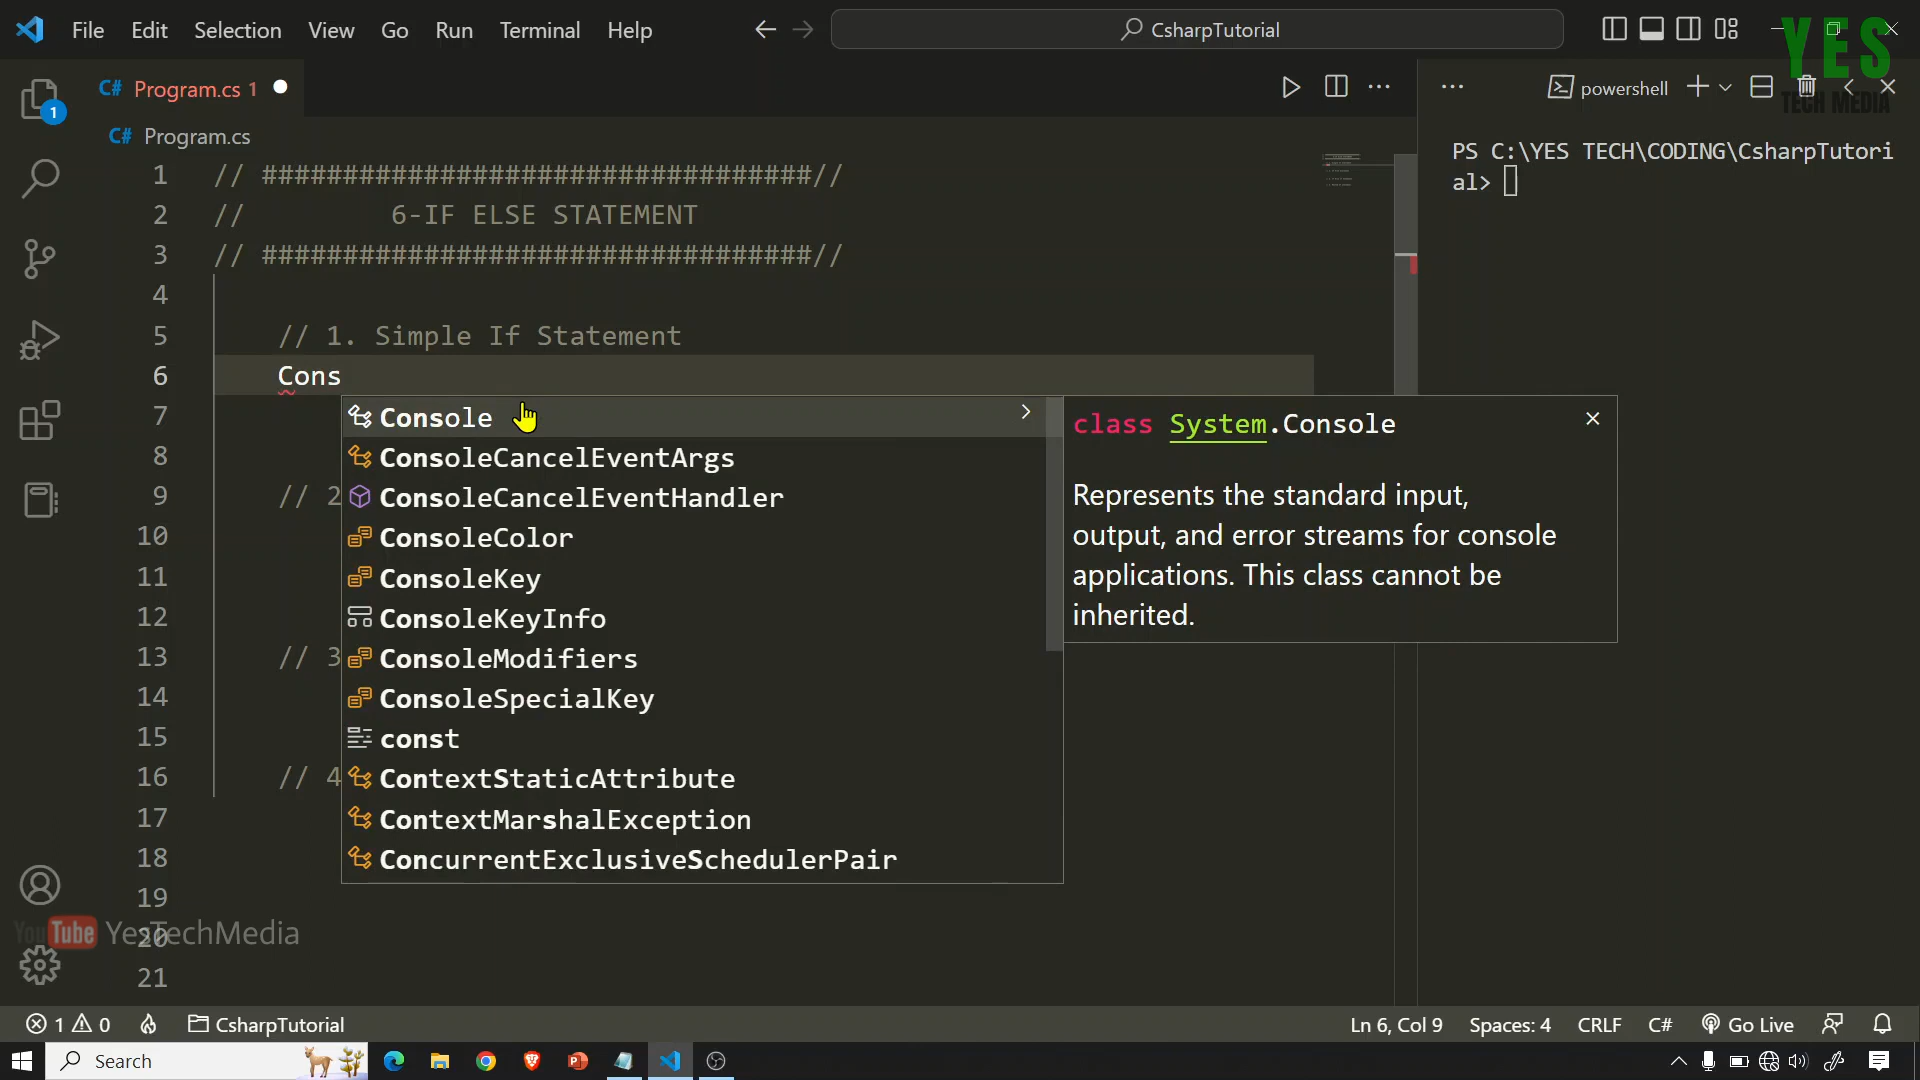 File Edit Selection View Go Run Terminal Help
CsharpTutorial
YES
TECH MEDIA
C# Program.cs 1
powershell
C# Program.cs
PS C:\YES TECH\CODING\CsharpTutori
al>
1 // ##################################//
2 // 6-IF ELSE STATEMENT
3 // ##################################//
4
5 // 1. Simple If Statement
6 Cons
7
8
9 // 2
10
11
12
13 // 3
14
15
16 // 4
17
18
19
20
21
Console
ConsoleCancelEventArgs
ConsoleCancelEventHandler
ConsoleColor
ConsoleKey
ConsoleKeyInfo
ConsoleModifiers
ConsoleSpecialKey
const
ContextStaticAttribute
ContextMarshalException
ConcurrentExclusiveSchedulerPair
class System.Console
Represents the standard input,
output, and error streams for console
applications. This class cannot be
inherited.
1
YouTube YesTechMedia
1 0 CsharpTutorial
Ln 6, Col 9 Spaces: 4 CRLF C# Go Live
Search